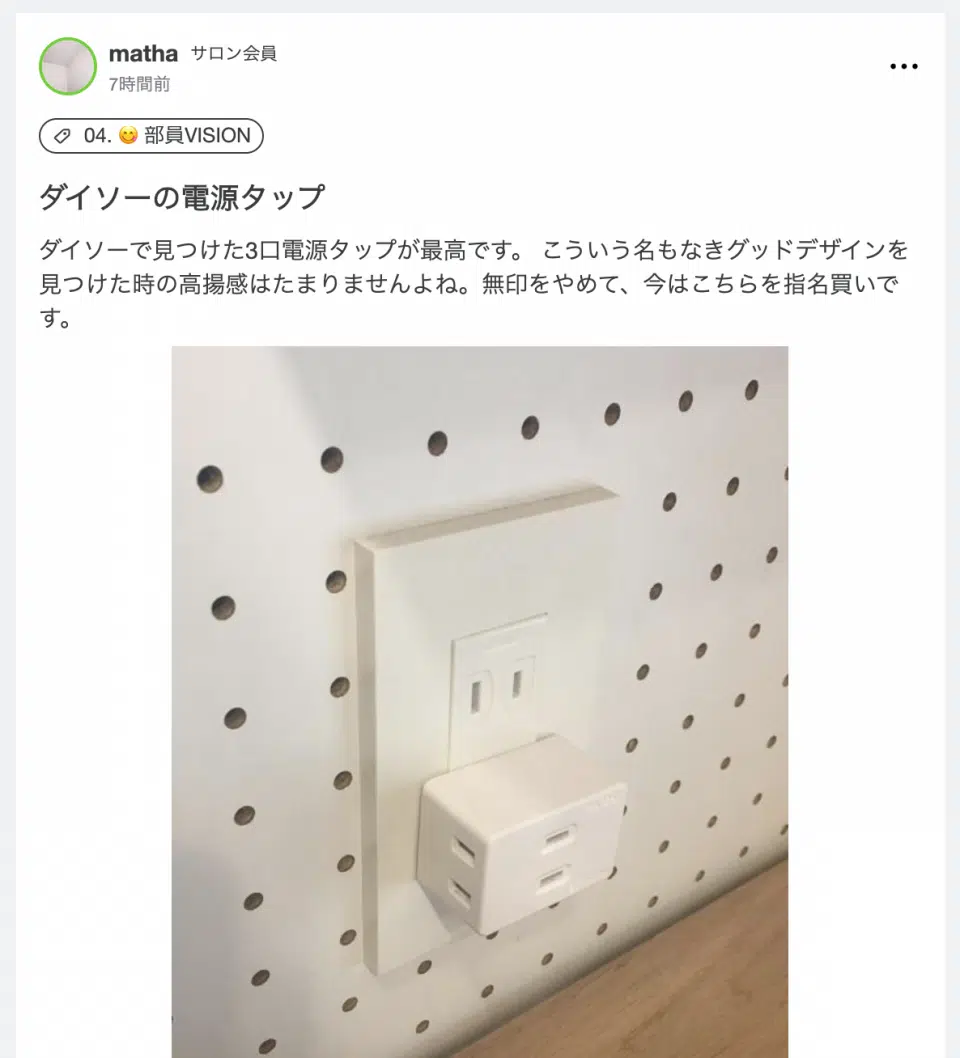 matha サロン会員
7時間前
04. 😋 部員VISION
ダイソーの電源タップ
ダイソーで見つけた3口電源タップが最高です。 こういう名もなきグッドデザインを
見つけた時の高揚感はたまりませんよね。無印をやめて、今はこちらを指名買いで
す。